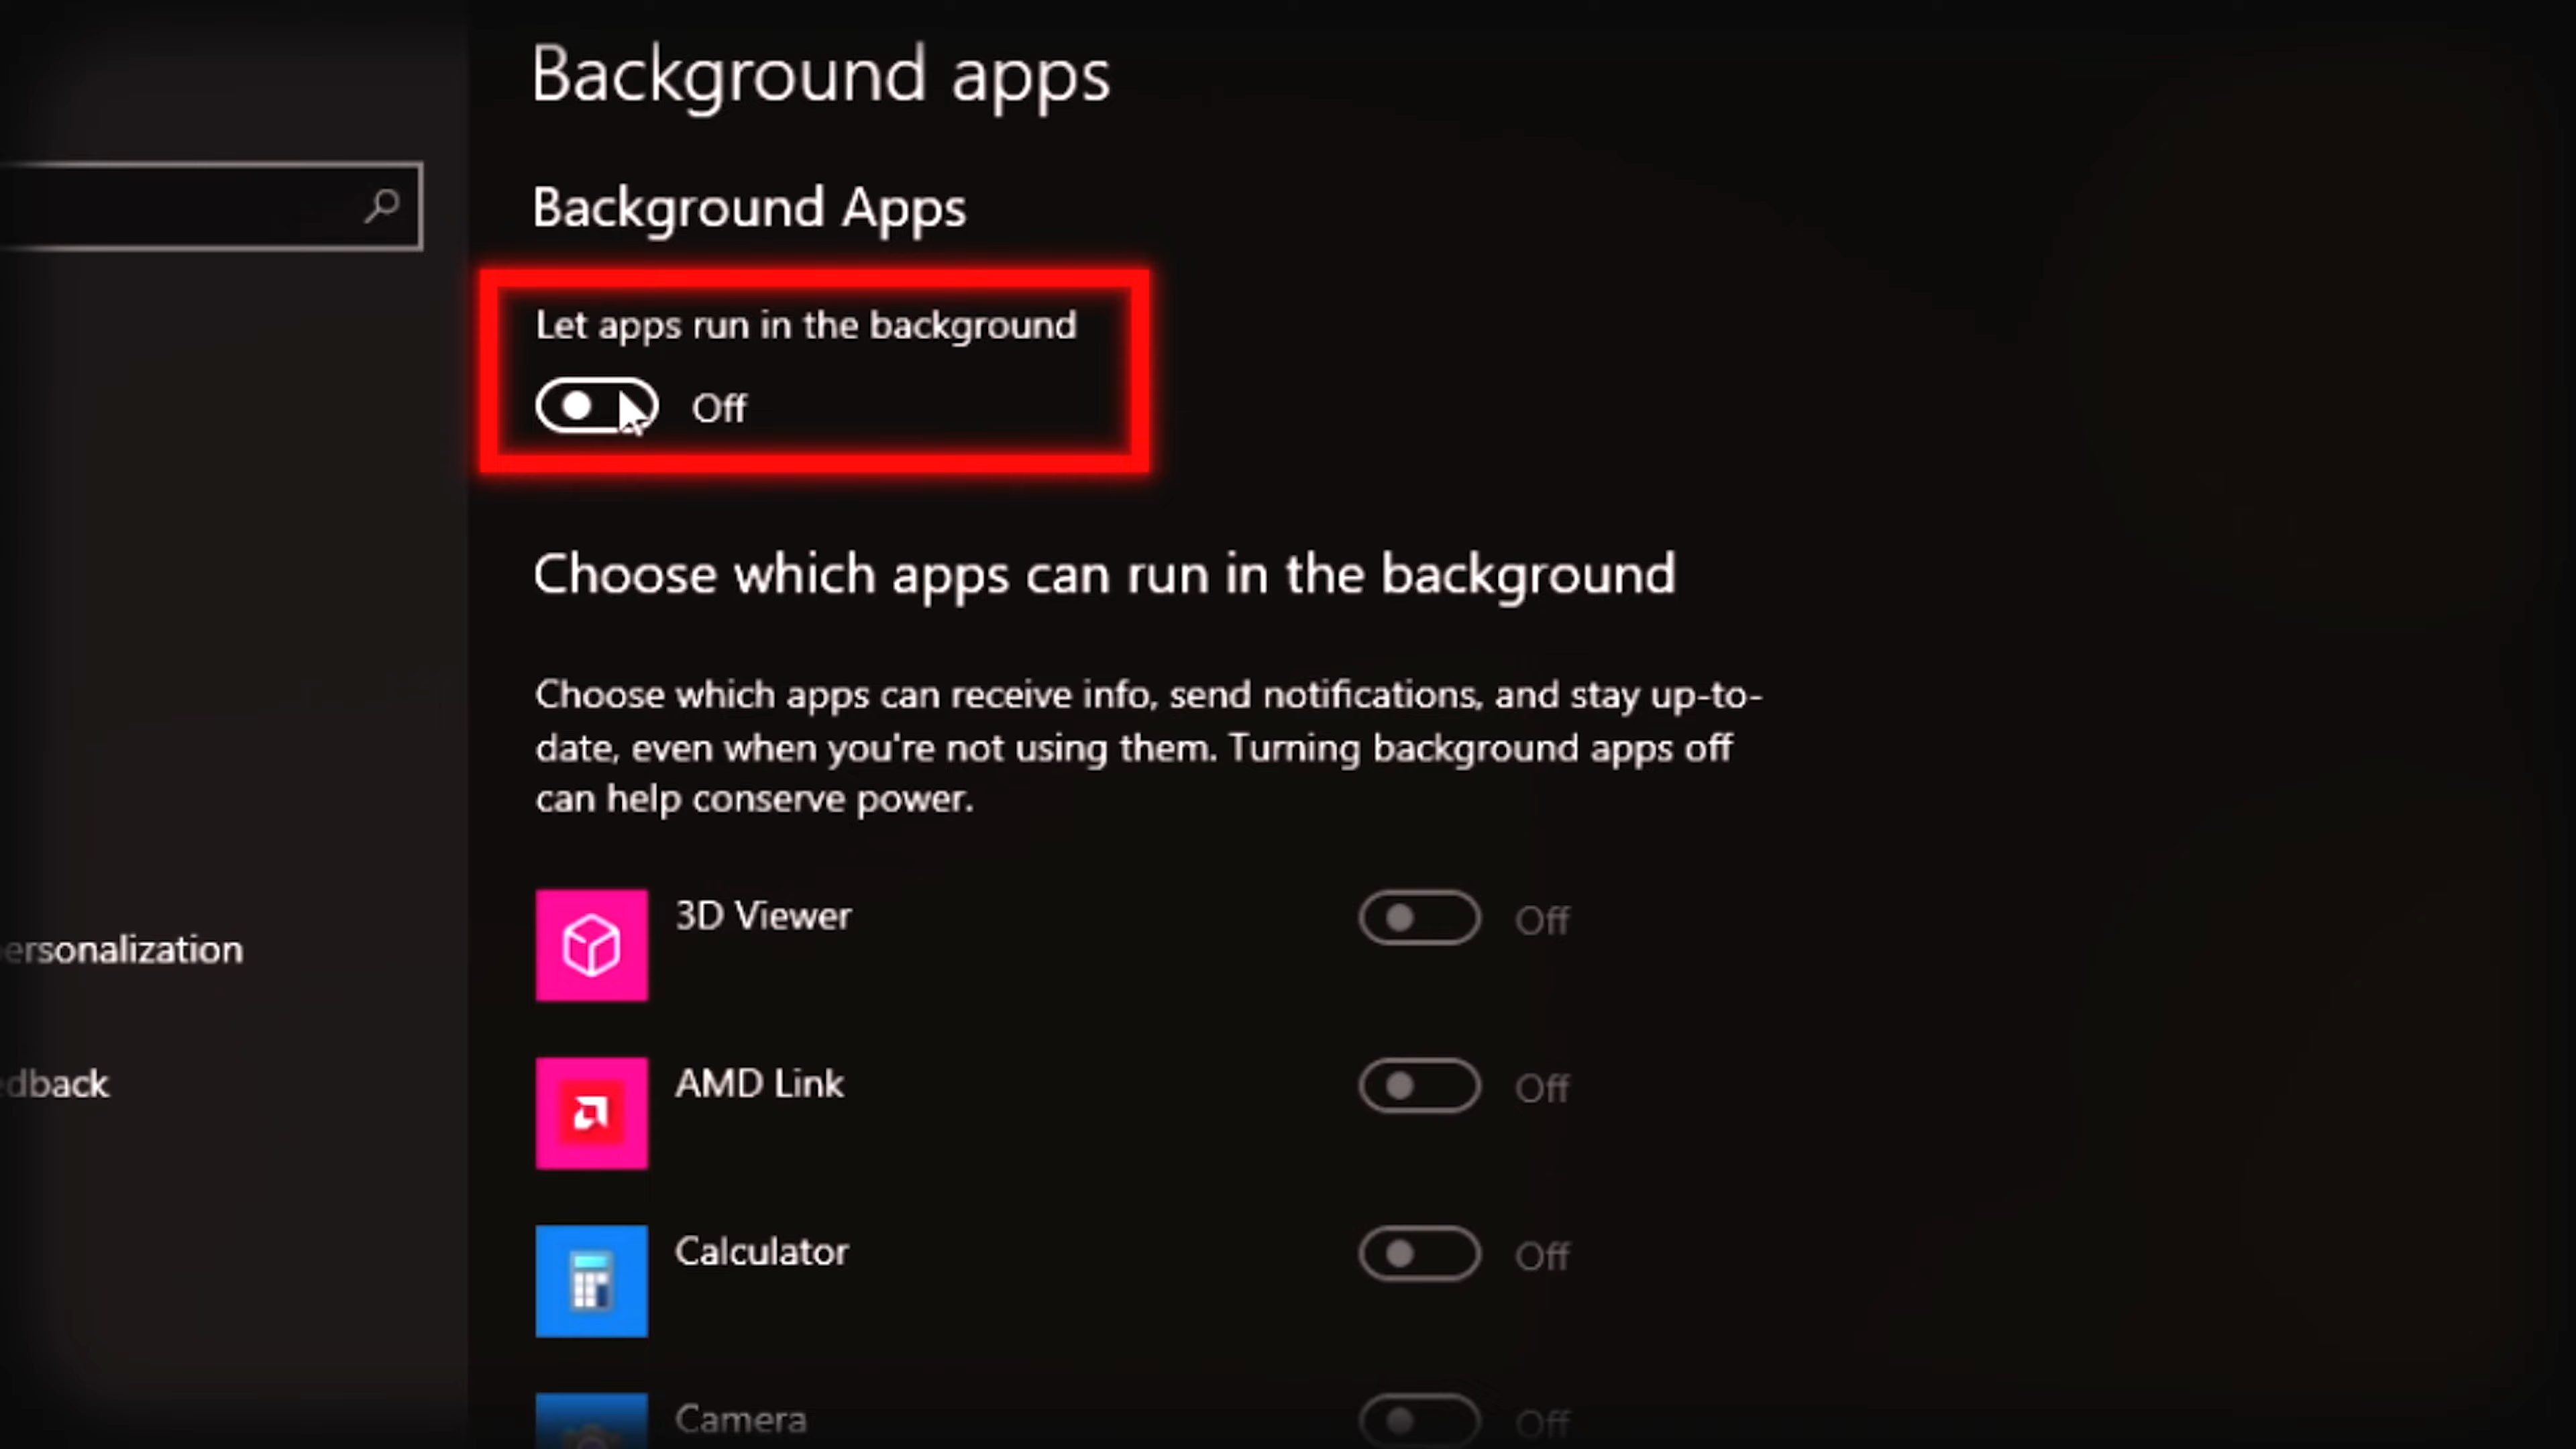 Background apps
Background Apps
Let apps run in the background
Off
Choose which apps can run in the background
Choose which apps can receive info, send notifications, and stay up-to-
date, even when you're not using them. Turning background apps off
can help conserve power.
3D Viewer Off
ersonalization
AMD Link Off
edback
Calculator Off
Camera Off